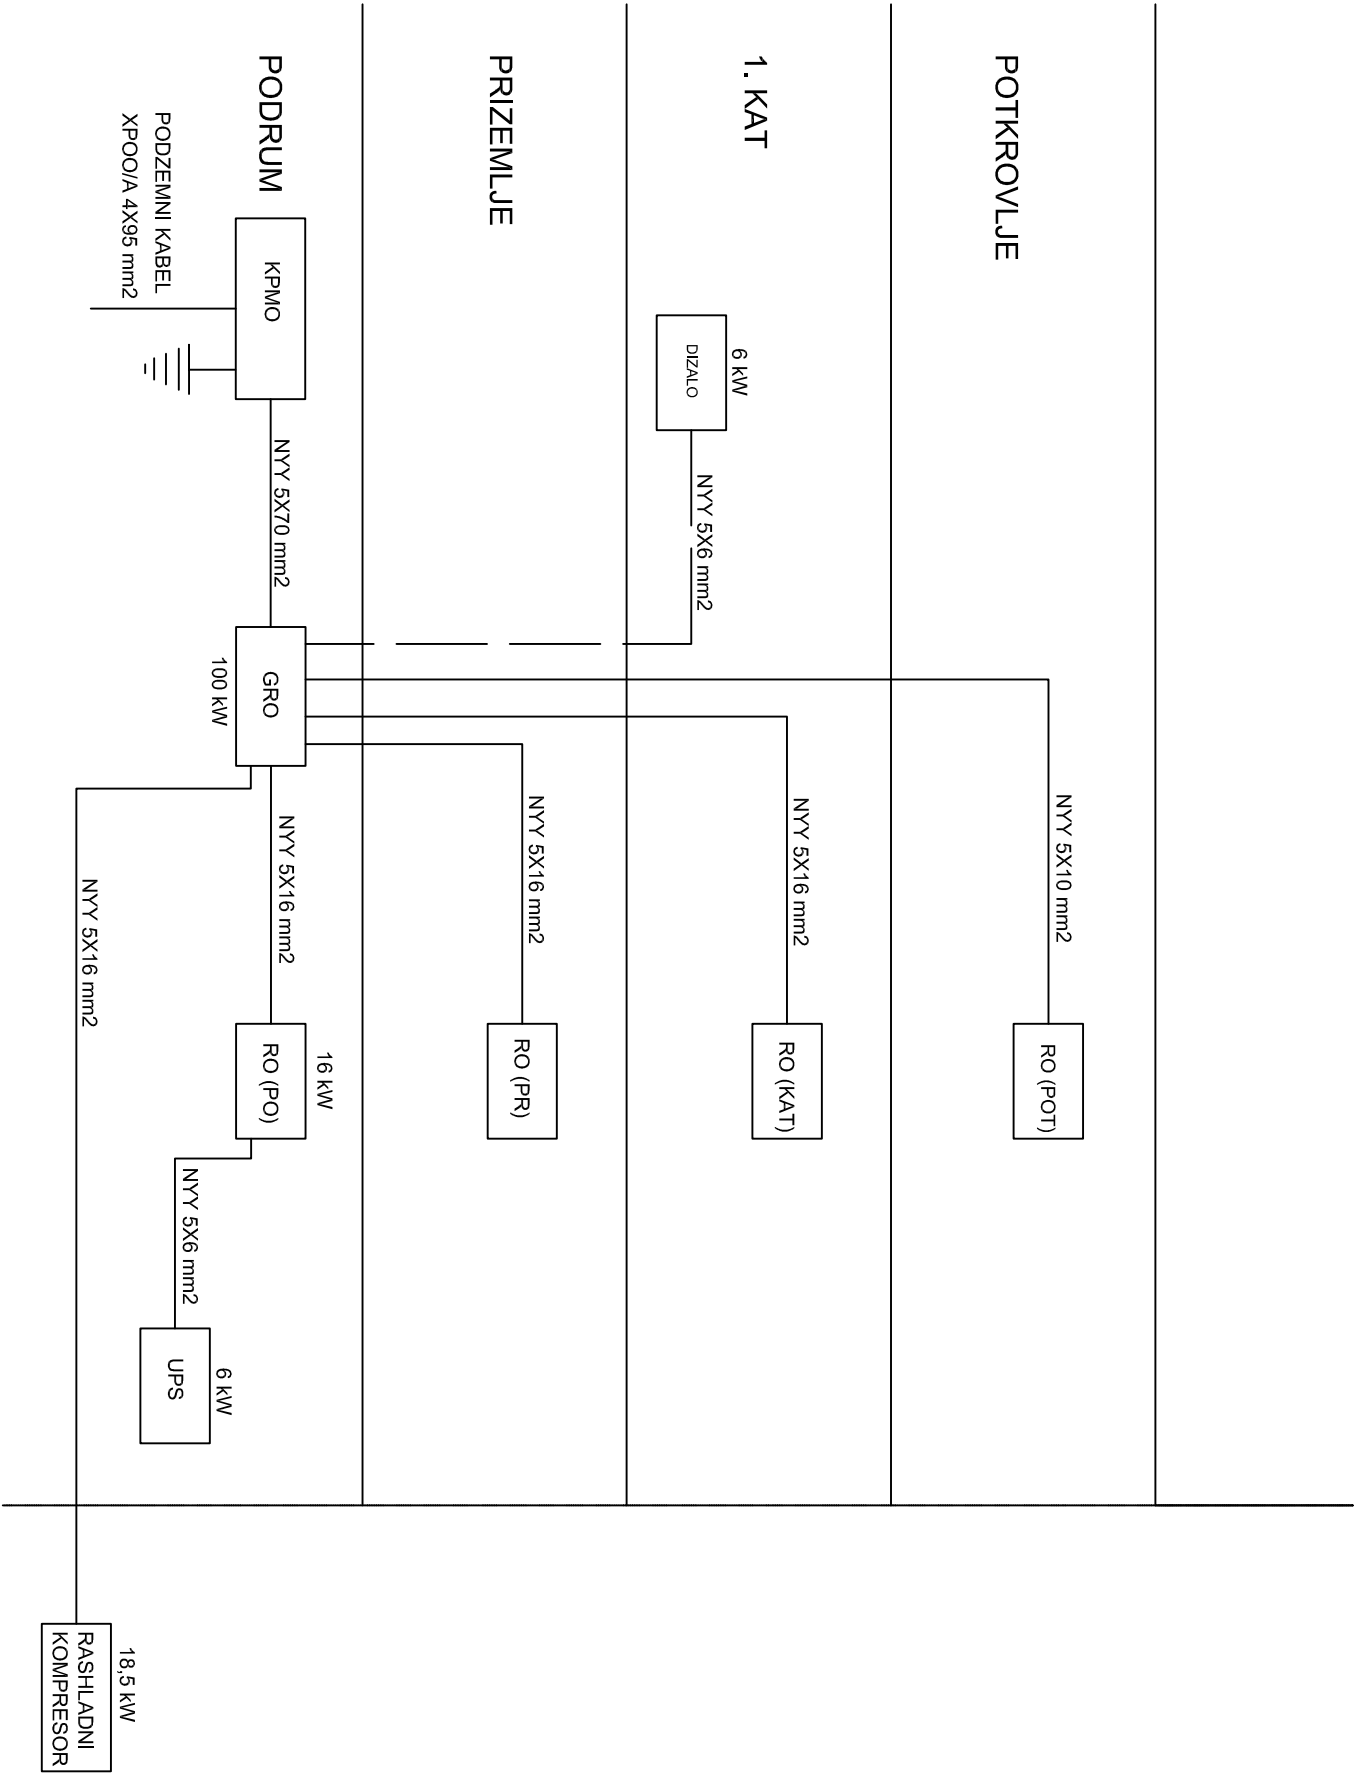 POTKROVLJE
NYY 5X10 mm2
RO (POT)
1. KAT
6 kW
DIZALO
NYY 5X6 mm2
NYY 5X16 mm2
RO (KAT)
PRIZEMLJE
NYY 5X16 mm2
RO (PR)
PODRUM
KPMO
PODZEMNI KABEL
XPOO/A 4X95 mm2
NYY 5X70 mm2
GRO
100 kW
NYY 5X16 mm2
16 kW
RO (PO)
NYY 5X6 mm2
6 kW
UPS
NYY 5X16 mm2
18,5 kW
RASHLADNI
KOMPRESOR